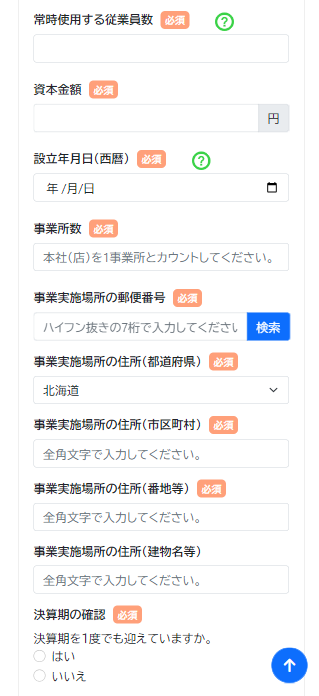 常時使用する従業員数 必須 ?
資本金額 必須
円
設立年月日(西暦) 必須 ?
年 /月/日
事業所数 必須
本社(店)を1事業所とカウントしてください。
事業実施場所の郵便番号 必須
ハイフン抜きの7桁で入力してください 検索
事業実施場所の住所(都道府県) 必須
北海道
事業実施場所の住所(市区町村) 必須
全角文字で入力してください。
事業実施場所の住所(番地等) 必須
全角文字で入力してください。
事業実施場所の住所(建物名等)
全角文字で入力してください。
決算期の確認 必須
決算期を1度でも迎えていますか。
はい
いいえ